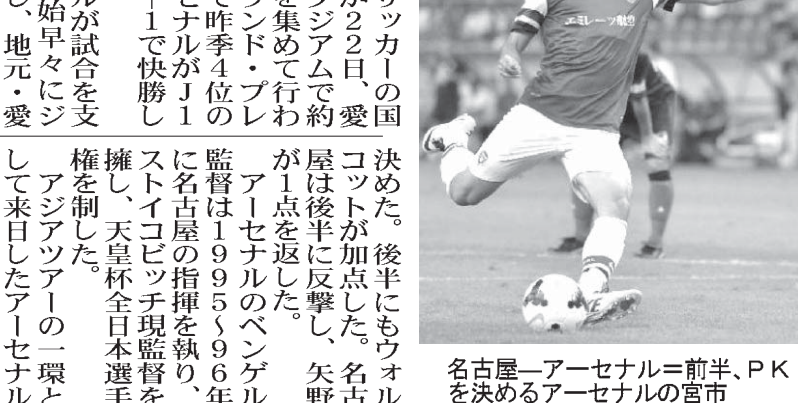 サッカーの国
が２２日、愛
タジアムで約
を集めて行わ
ランド・プレ
で昨季４位の
セナルがＪ１
―１で快勝し
ルが試合を支
始早々にジ
し、地元・愛
決めた。後半にもウォル
コットが加点した。名古
屋は後半に反撃し、矢野
が１点を返した。
アーセナルのベンゲル
監督は１９９５〜９６年
に名古屋の指揮を執り、
ストイコビッチ現監督を
擁し、天皇杯全日本選手
権を制した。
アジアツアーの一環と
して来日したアーセナル
エミレーツ航空
名古屋―アーセナル＝前半、ＰＫ
を決めるアーセナルの宮市